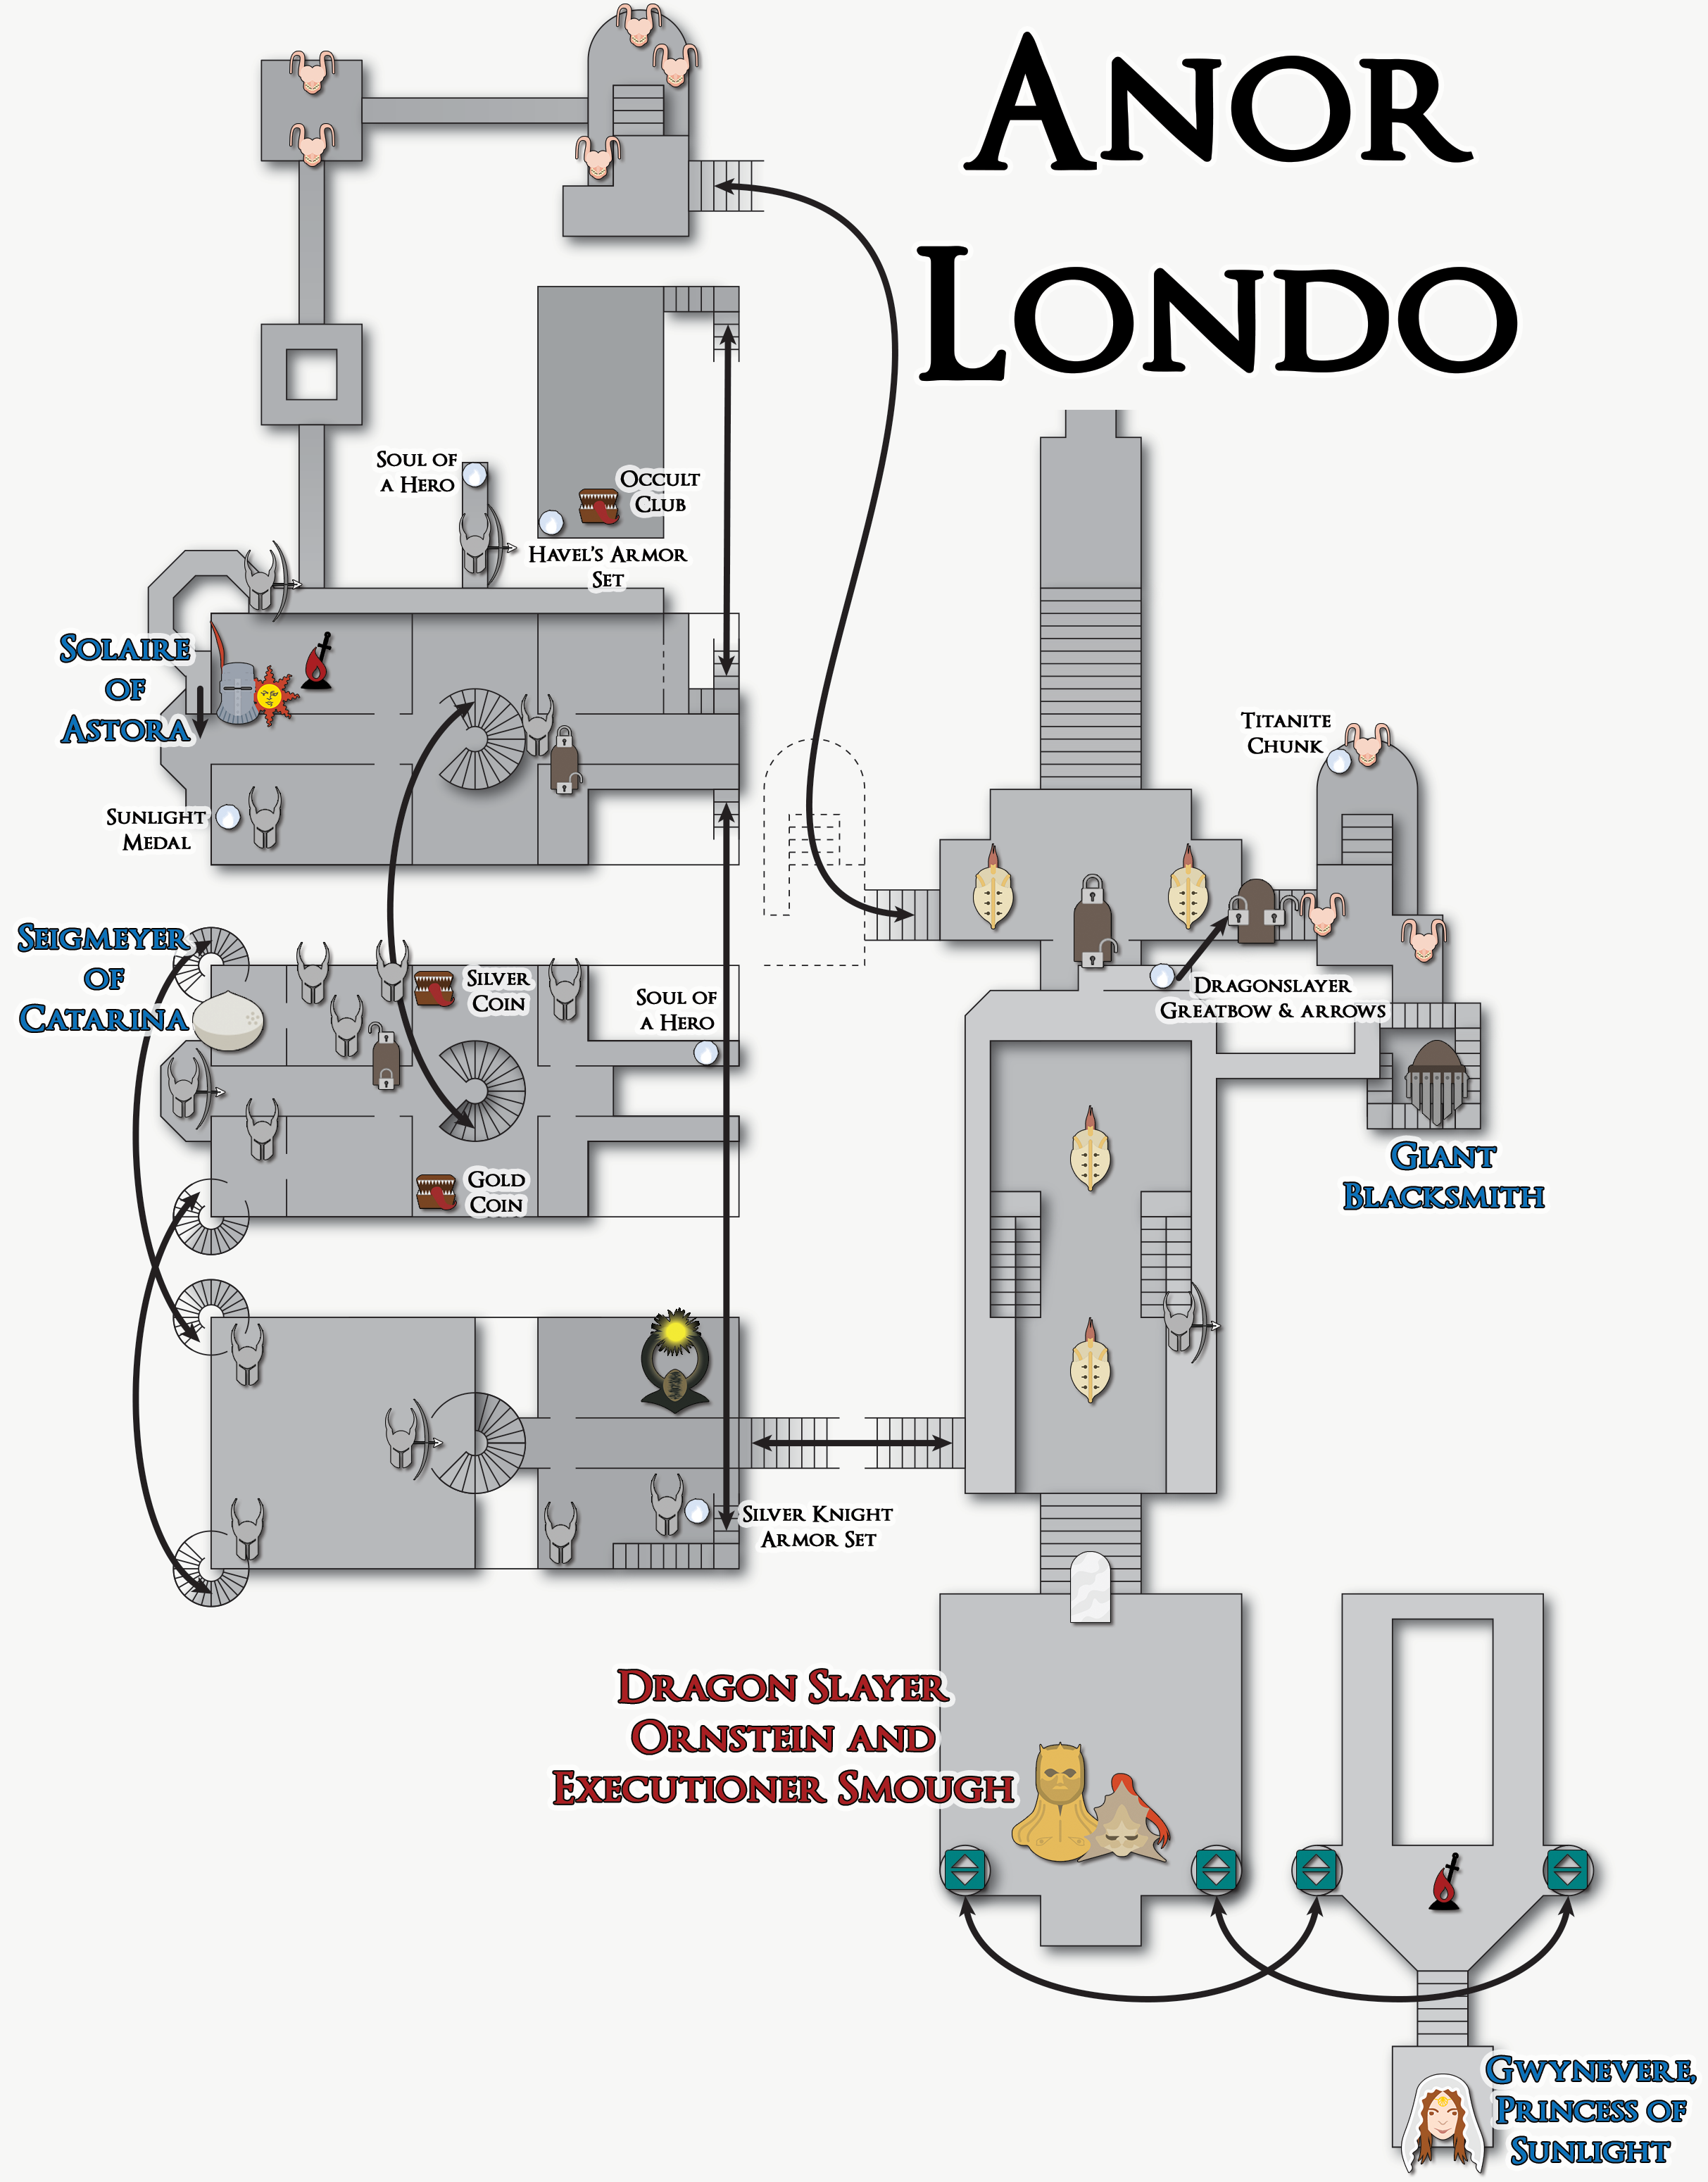 Anor
Londo
Soul of
a Hero
Occult
Club
Havel's Armor
Set
Solaire
of
Astora
Titanite
Chunk
Sunlight
Medal
Seigmeyer
of
Catarina
Silver
Coin
Soul of
a Hero
Dragonslayer
Greatbow & arrows
Gold
Coin
Giant
Blacksmith
Silver Knight
Armor Set
Dragon Slayer
Ornstein and
Executioner Smough
Gwynevere,
Princess of
Sunlight